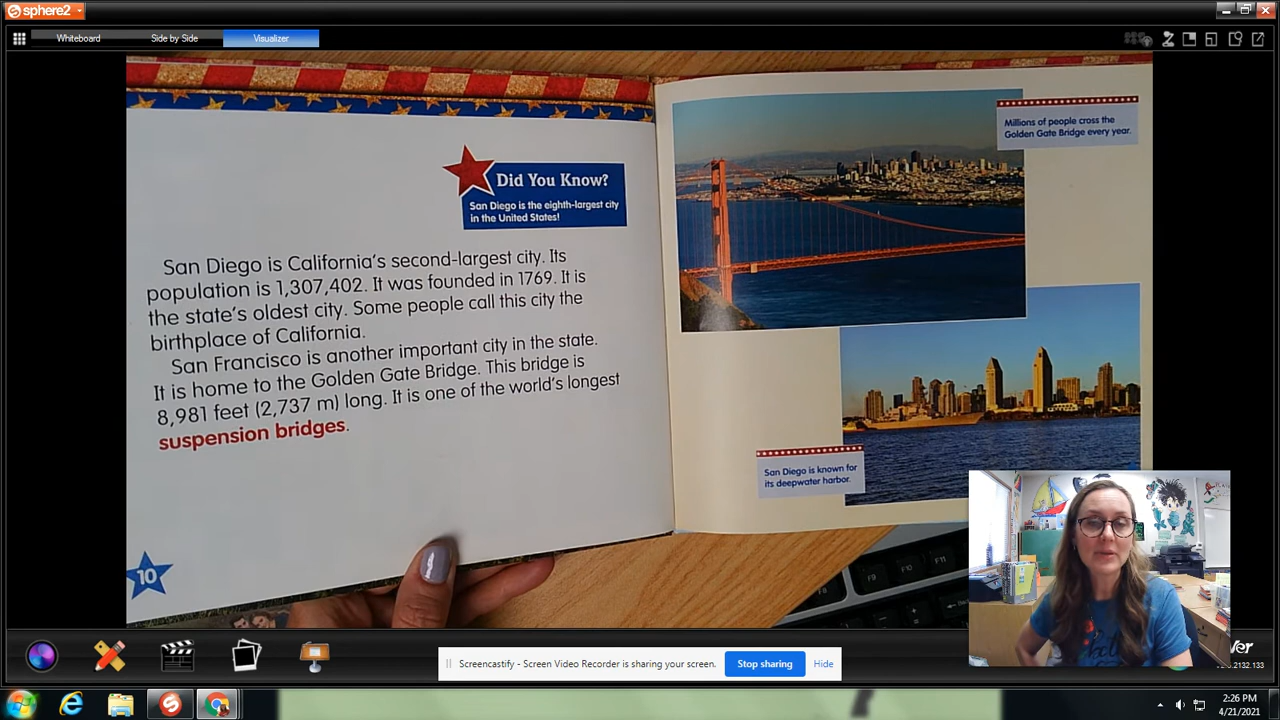 sphere2
Whiteboard
Side by Side
Visualizer
Did You Know?
San Diego is the eighth-largest city
in the United States!
San Diego is California's second-largest city. Its
population is 1,307,402. It was founded in 1769. It is
the state's oldest city. Some people call this city the
birthplace of California.
San Francisco is another important city in the state.
It is home to the Golden Gate Bridge. This bridge is
8,981 feet (2,737 m) long. It is one of the world's longest
suspension bridges.
10
Millions of people cross the
Golden Gate Bridge every year.
San Diego is known for
its deepwater harbor.
F8
F9
F10
F11
Screencastify - Screen Video Recorder is sharing your screen.
Stop sharing
Hide
2:26 PM
4/21/2021